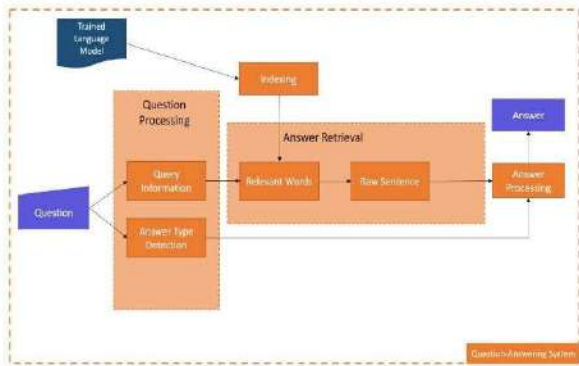 Trained
Language
Model
Indexing
Question
Processing
Answer Retrieval
Answer
Query
Information
Relevant Words
Raw Sentence
Answer
Processing
Question
Answer Type
Detection
Question-Answering System